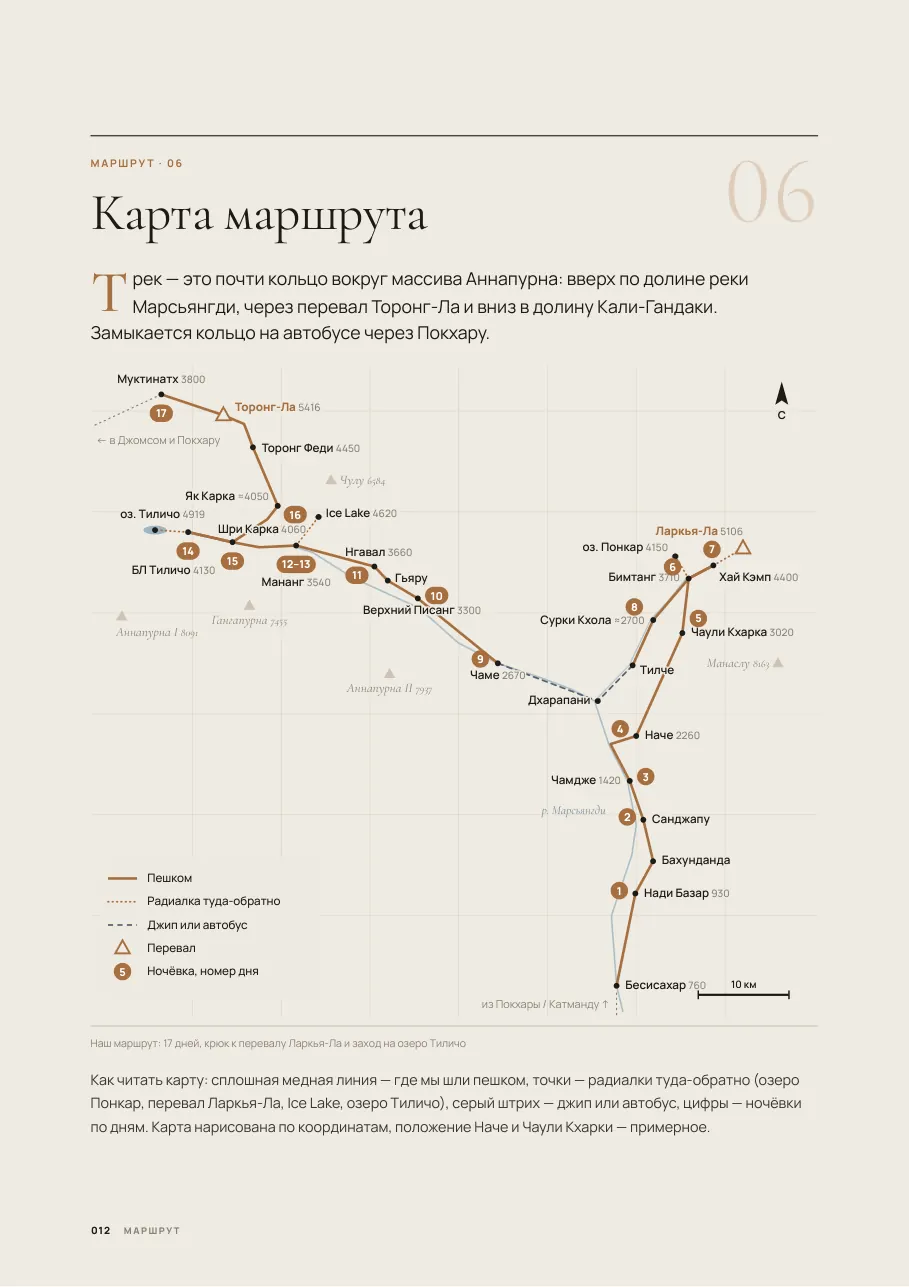 МАРШРУТ · 06
06
Карта маршрута
Трек — это почти кольцо вокруг массива Аннапурна: вверх по долине реки
Марсьянгди, через перевал Торонг-Ла и вниз в долину Кали-Гандаки.
Замыкается кольцо на автобусе через Покхару.
Муктинатх 3800
17
Торонг-Ла 5416
С
← в Джомсом и Покхару
Торонг Феди 4450
Чулу 6584
Як Карка ≈4050
оз. Тиличо 4919
16
Ice Lake 4620
Шри Карка 4060
14
15
12–13
БЛ Тиличо 4130
Мананг 3540
Нгавал 3660
11
Гьяру
10
Верхний Писанг 3300
Ларкья-Ла 5106
оз. Понкар 4150
7
6
Бимтанг 3710
Хай Кэмп 4400
8
5
Сурки Кхола ≈2700
Чаули Кхарка 3020
Аннапурна I 8091
Гангапурна 7455
Манаслу 8163
9
Чаме 2670
Тилче
Аннапурна II 7937
Дхарапани
4
Наче 2260
Чамдже 1420
3
р. Марсьянгди
2
Санджапу
Бахунданда
1
Нади Базар 930
Бесисахар 760
10 км
из Покхары / Катманду ↑
Пешком
Радиалка туда-обратно
Джип или автобус
Перевал
5
Ночёвка, номер дня
Наш маршрут: 17 дней, крюк к перевалу Ларкья-Ла и заход на озеро Тиличо
Как читать карту: сплошная медная линия — где мы шли пешком, точки — радиалки туда-обратно (озеро
Понкар, перевал Ларкья-Ла, Ice Lake, озеро Тиличо), серый штрих — джип или автобус, цифры — ночёвки
по дням. Карта нарисована по координатам, положение Наче и Чаули Кхарки — примерное.
012 МАРШРУТ